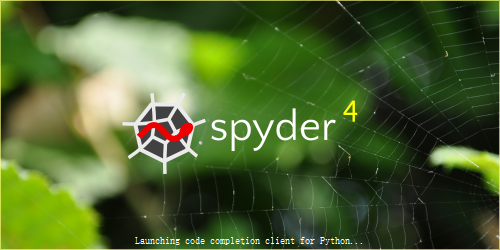 spyder 4
Launching code completion client for Python...